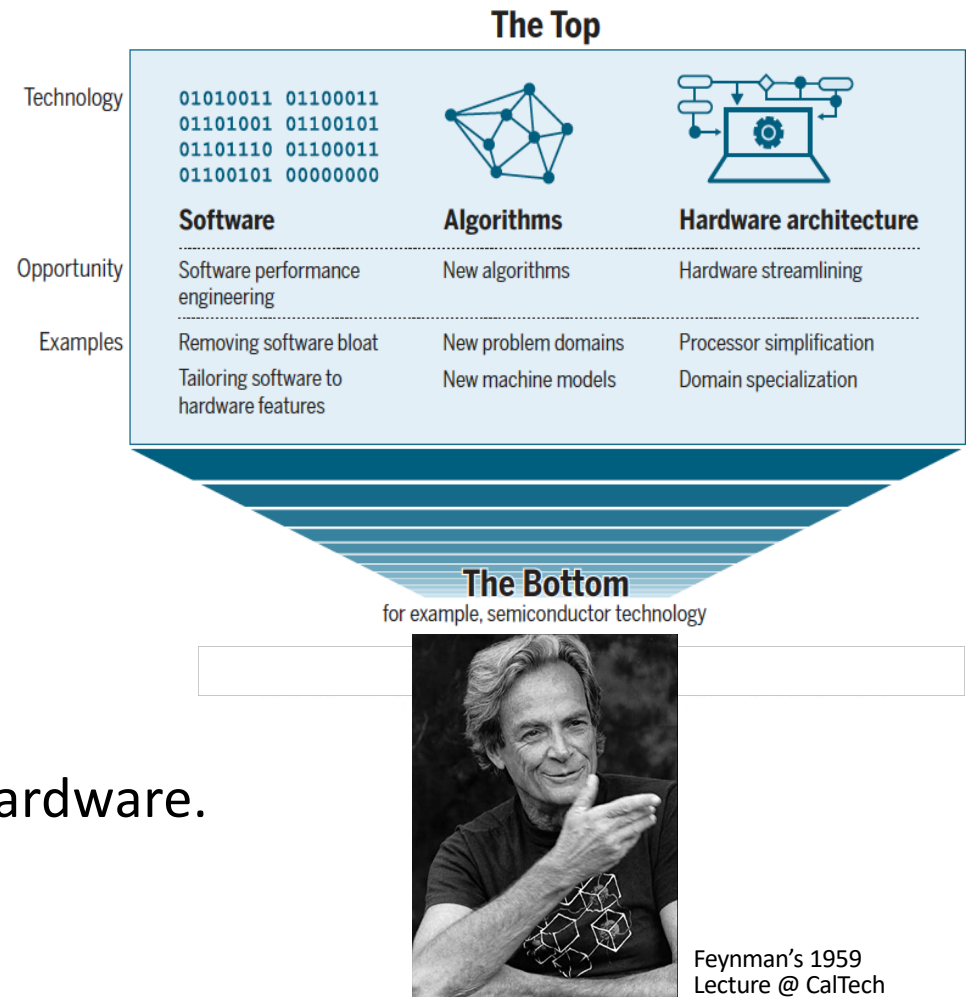 The Top
Technology
01010011 01100011
01101001 01100101
01101110 01100011
01100101 00000000
Software
Algorithms
Hardware architecture
Opportunity
Software performance
engineering
New algorithms
Hardware streamlining
Examples
Removing software bloat
New problem domains
Processor simplification
Tailoring software to
hardware features
New machine models
Domain specialization
The Bottom
for example, semiconductor technology
ardware.
Feynman’s 1959
Lecture @ CalTech